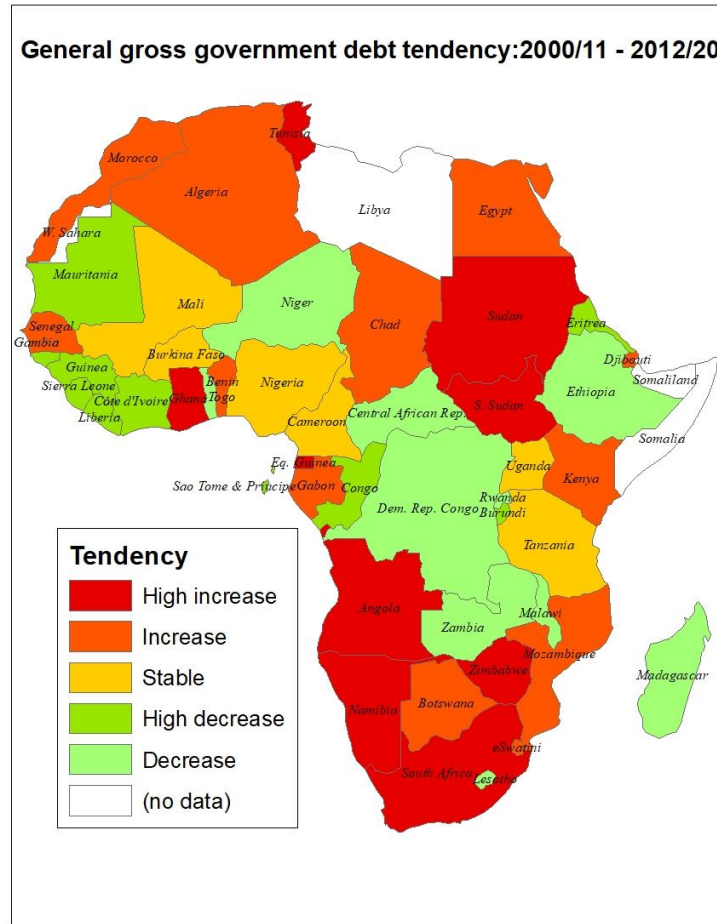 General gross government debt tendency:2000/11 - 2012/20
Tunisia
Morocco
Algeria
Libya
Egypt
W. Sahara
Mauritania
Mali
Niger
Chad
Sudan
Eritrea
Senegal
Gambia
Djibouti
Guinea
Burkina Faso
Benin
Nigeria
Somaliland
Sierra Leone
Côte d'Ivoire
Ghana
Togo
Ethiopia
Liberia
Cameroon
Central African Rep.
S. Sudan
Somalia
Eq. Guinea
Uganda
Kenya
Sao Tome & Principe
Gabon
Congo
Rwanda
Dem. Rep. Congo
Burundi
Tanzania
Tendency
High increase
Increase
Stable
High decrease
Decrease
(no data)
Angola
Malawi
Zambia
Mozambique
Zimbabwe
Madagascar
Namibia
Botswana
eSwatini
South Africa
Lesotho